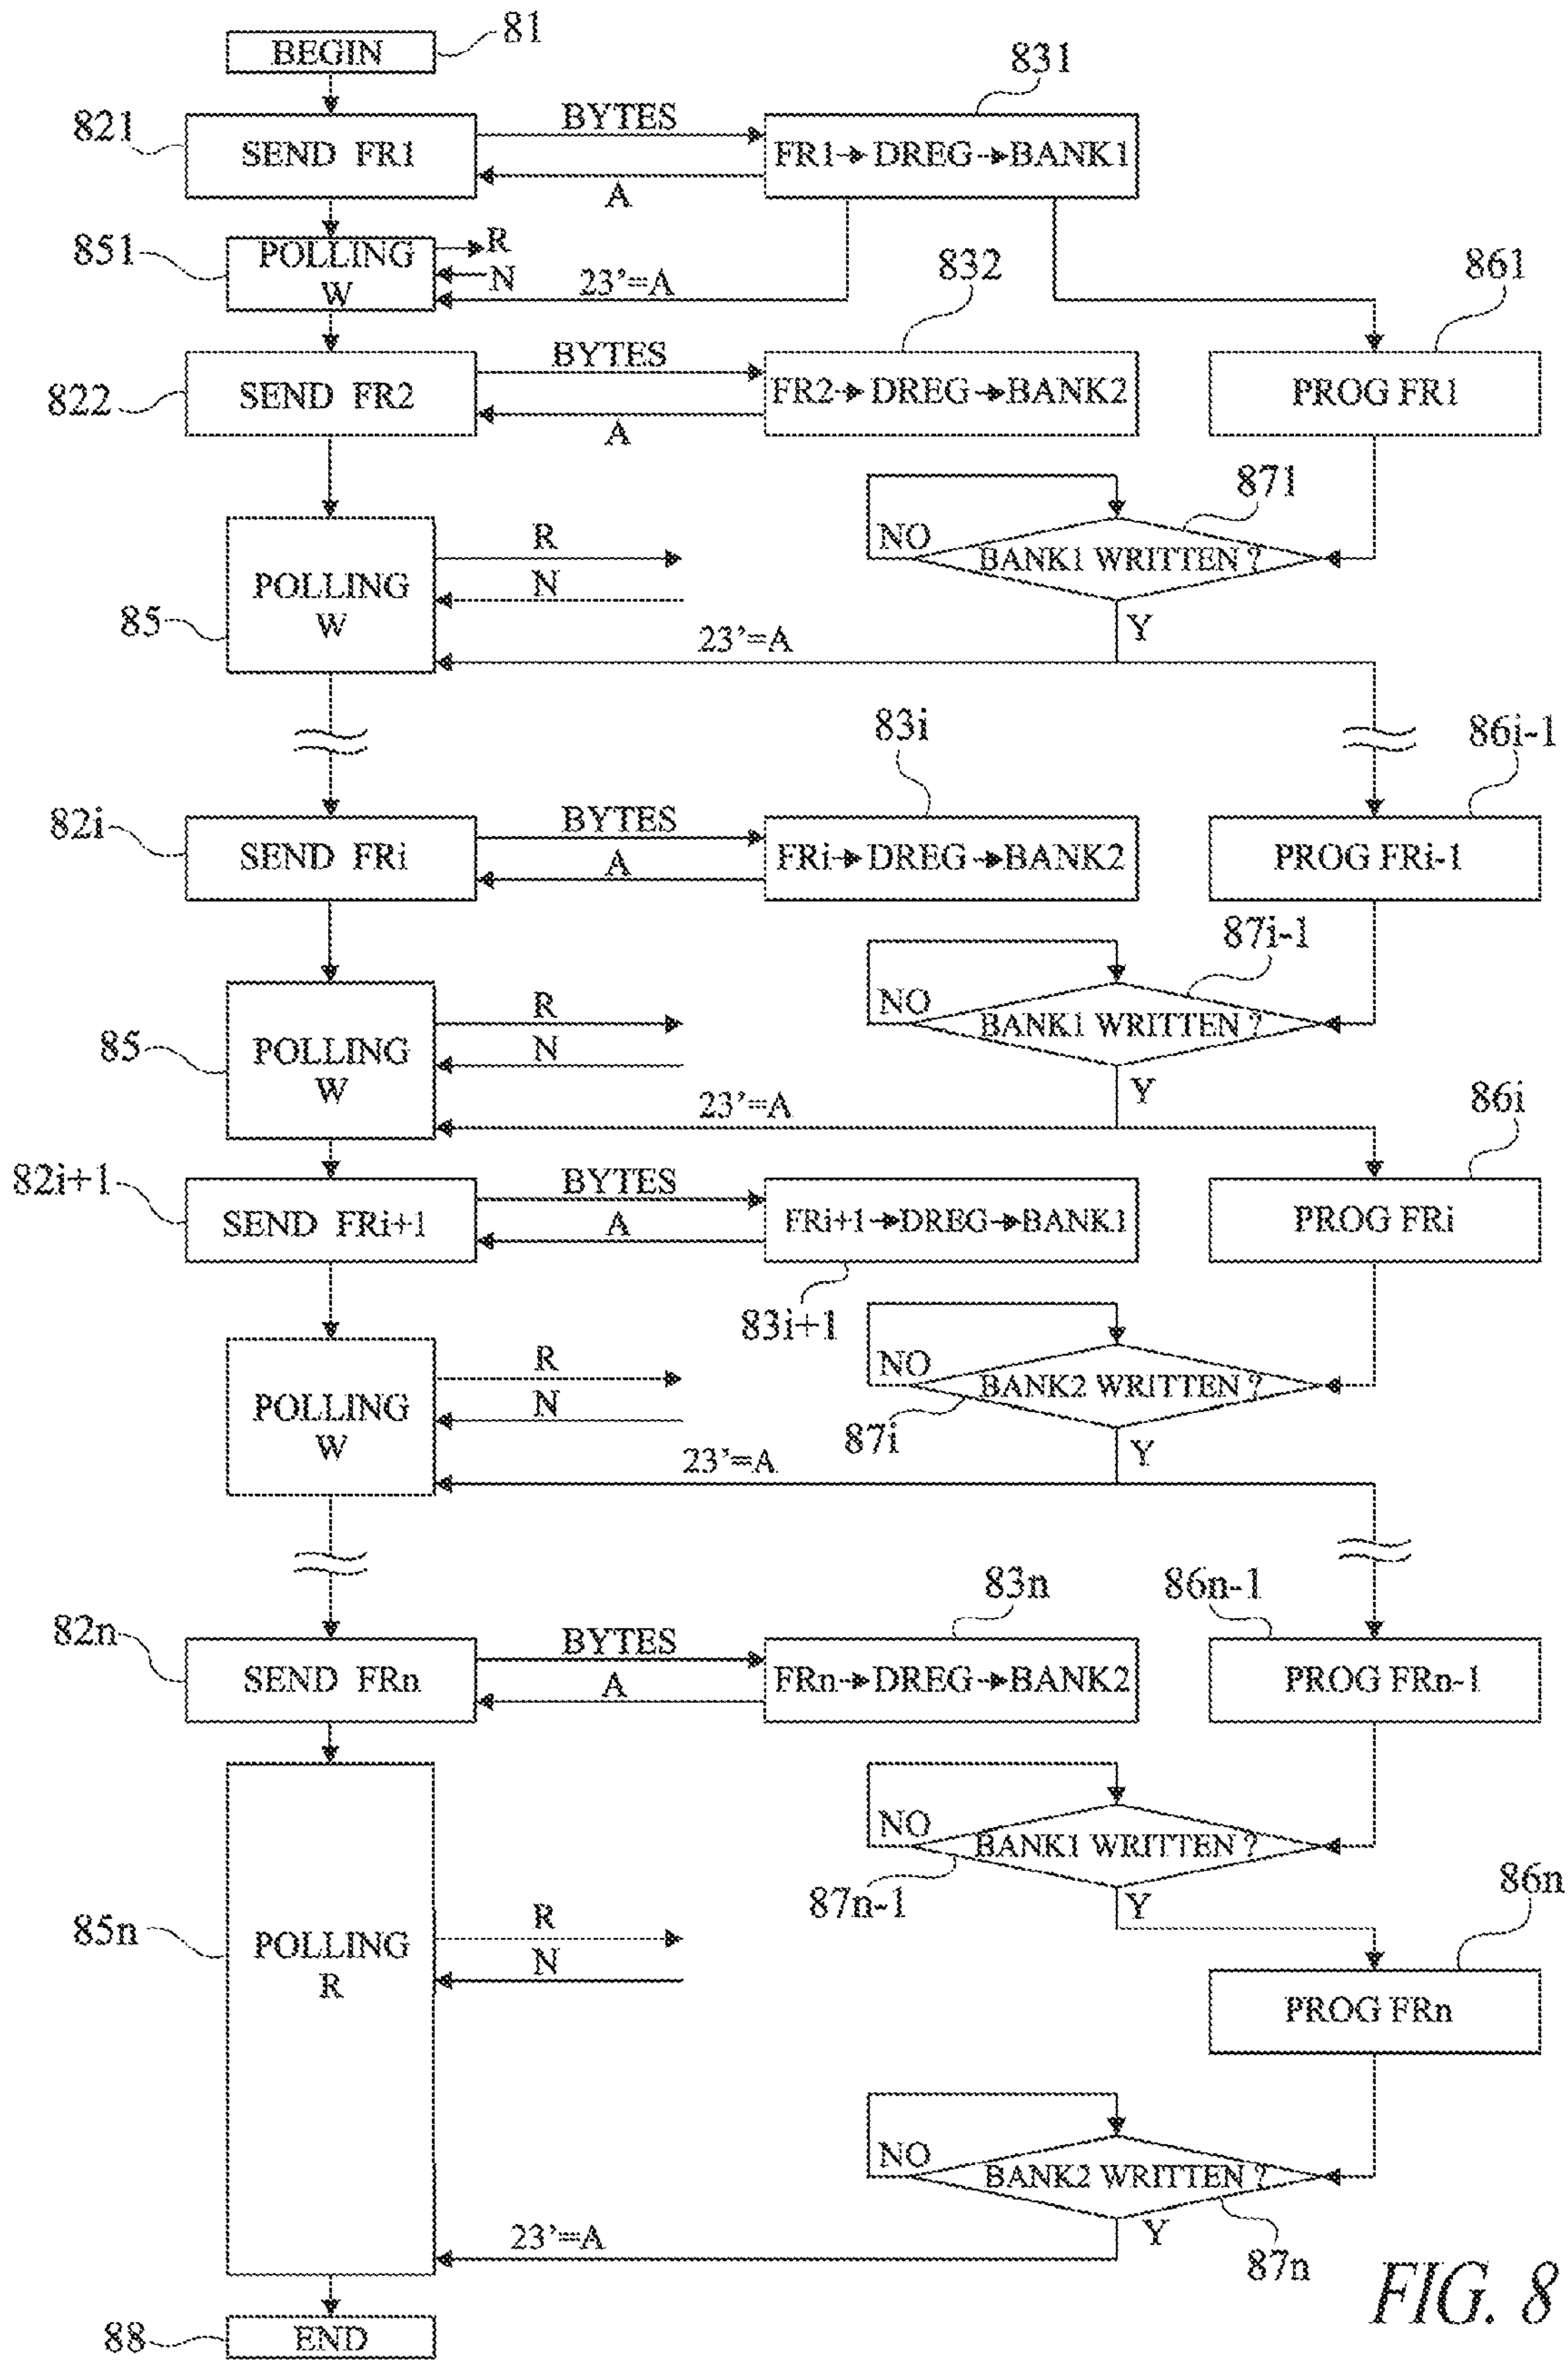 BEGIN
81
821
SEND FR1
BYTES
A
831
FR1→DREG→BANK1
851
POLLING
W
R
N
23'=A
832
861
822
SEND FR2
BYTES
A
FR2→DREG→BANK2
PROG FR1
871
NO
BANK1 WRITTEN ?
Y
85
POLLING
W
R
N
23'=A
83i
86i-1
82i
SEND FRi
BYTES
A
FRi→DREG→BANK2
PROG FRi-1
87i-1
NO
BANK1 WRITTEN ?
Y
85
POLLING
W
R
N
23'=A
86i
82i+1
SEND FRi+1
BYTES
A
FRi+1→DREG→BANK1
PROG FRi
83i+1
NO
BANK2 WRITTEN ?
87i
Y
POLLING
W
R
N
23'=A
83n
86n-1
82n
SEND FRn
BYTES
A
FRn→DREG→BANK2
PROG FRn-1
NO
BANK1 WRITTEN ?
87n-1
Y
86n
85n
POLLING
R
R
N
PROG FRn
NO
BANK2 WRITTEN ?
Y
87n
23'=A
88
END
FIG. 8